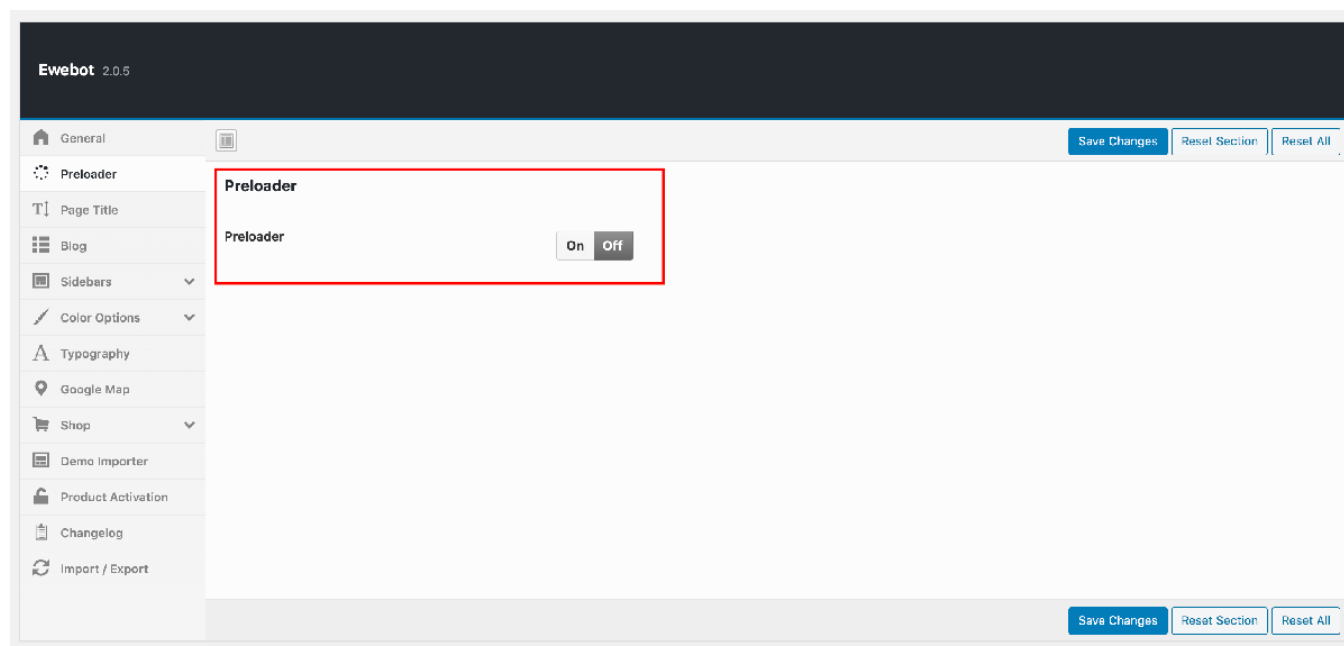 Ewebot 2.0.5
General
Preloader
Page Title
Blog
Sidebars
Color Options
Typography
Google Map
Shop
Demo Importer
Product Activation
Changelog
Import / Export
Save Changes Reset Section Reset All
Preloader
Preloader On Off
Save Changes Reset Section Reset All